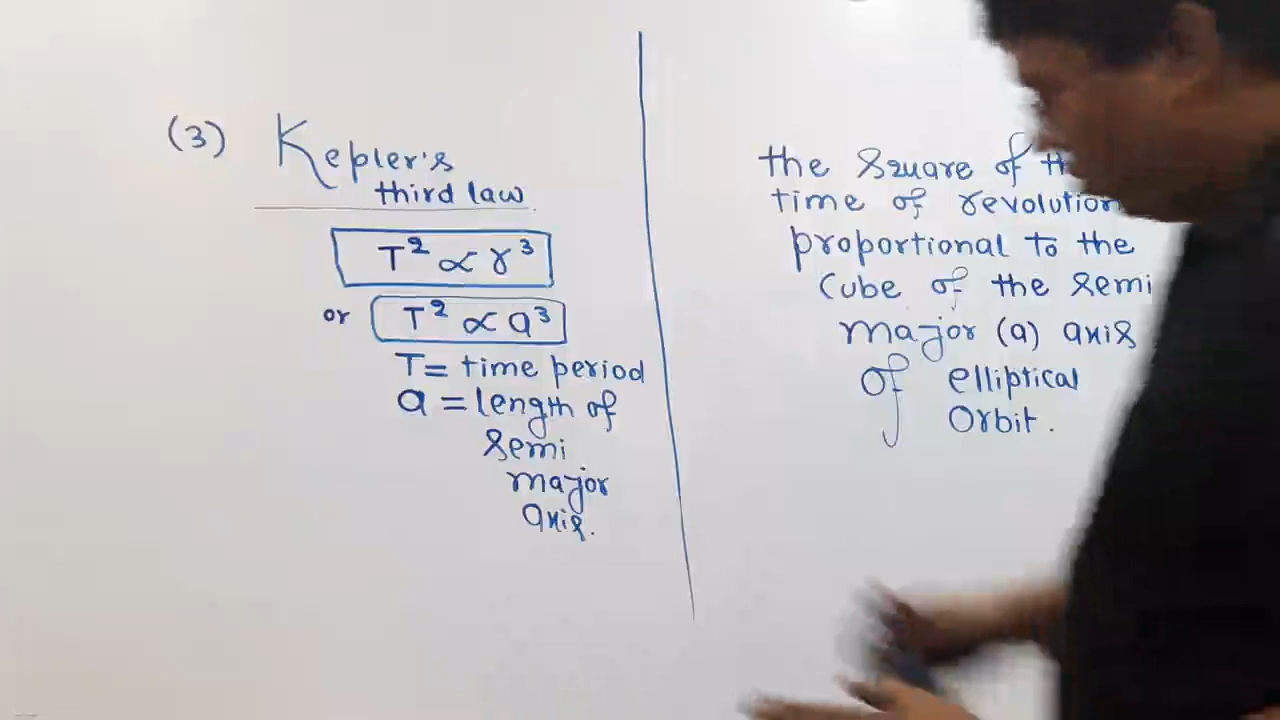 (3) Kepler's
third law.
T² ∝ r³
or T² ∝ a³
T = time period
a = length of
semi
major
axis.
the square of
time of revolution
proportional to the
cube of the semi
major (a) axis
of elliptical
Orbit.